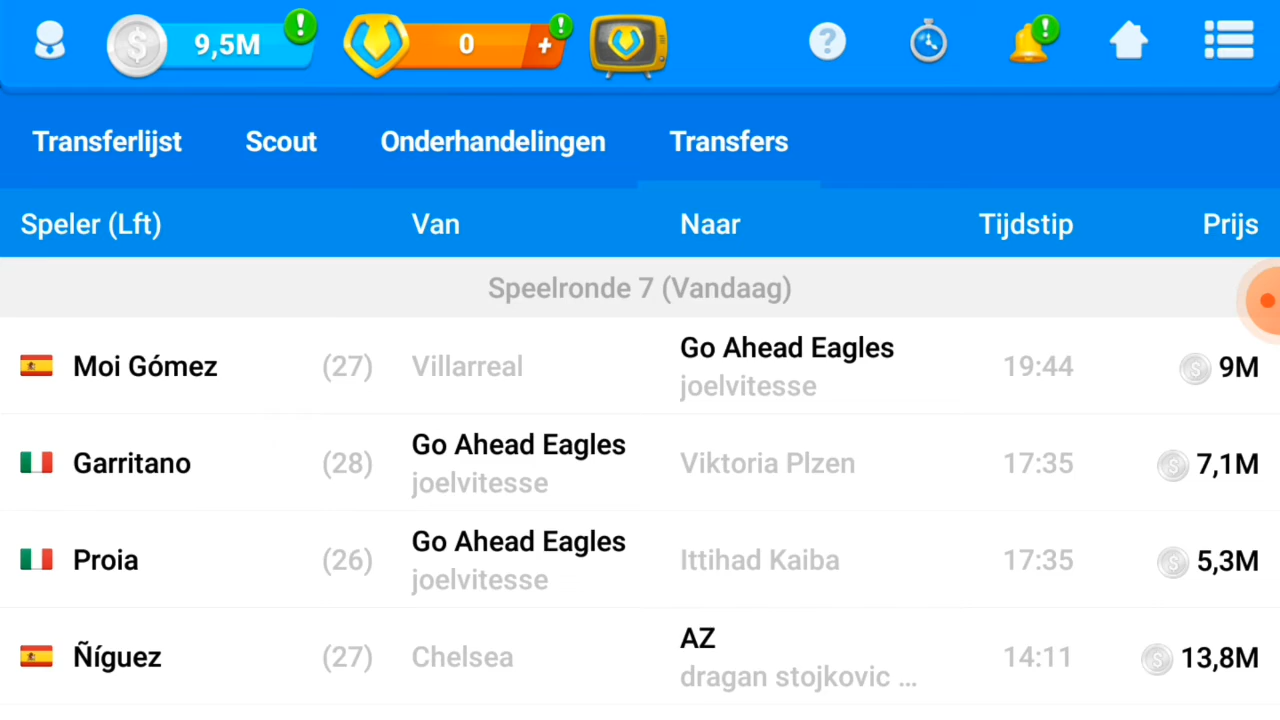 9,5M 0 + ?
Transferlijst Scout Onderhandelingen Transfers
Speler (Lft) Van Naar Tijdstip Prijs
Speelronde 7 (Vandaag)
Moi Gómez (27) Villarreal Go Ahead Eagles joelvitesse 19:44 9M
Garritano (28) Go Ahead Eagles joelvitesse Viktoria Plzen 17:35 7,1M
Proia (26) Go Ahead Eagles joelvitesse Ittihad Kaiba 17:35 5,3M
Ñíguez (27) Chelsea AZ dragan stojkovic ... 14:11 13,8M